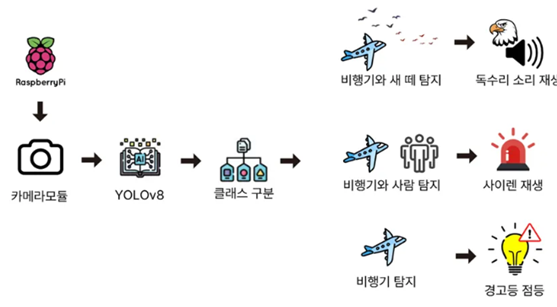 RaspberryPi
카메라모듈
AI
YOLOv8
클래스 구분
비행기와 새 떼 탐지
독수리 소리 재생
비행기와 사람 탐지
사이렌 재생
비행기 탐지
경고등 점등
!